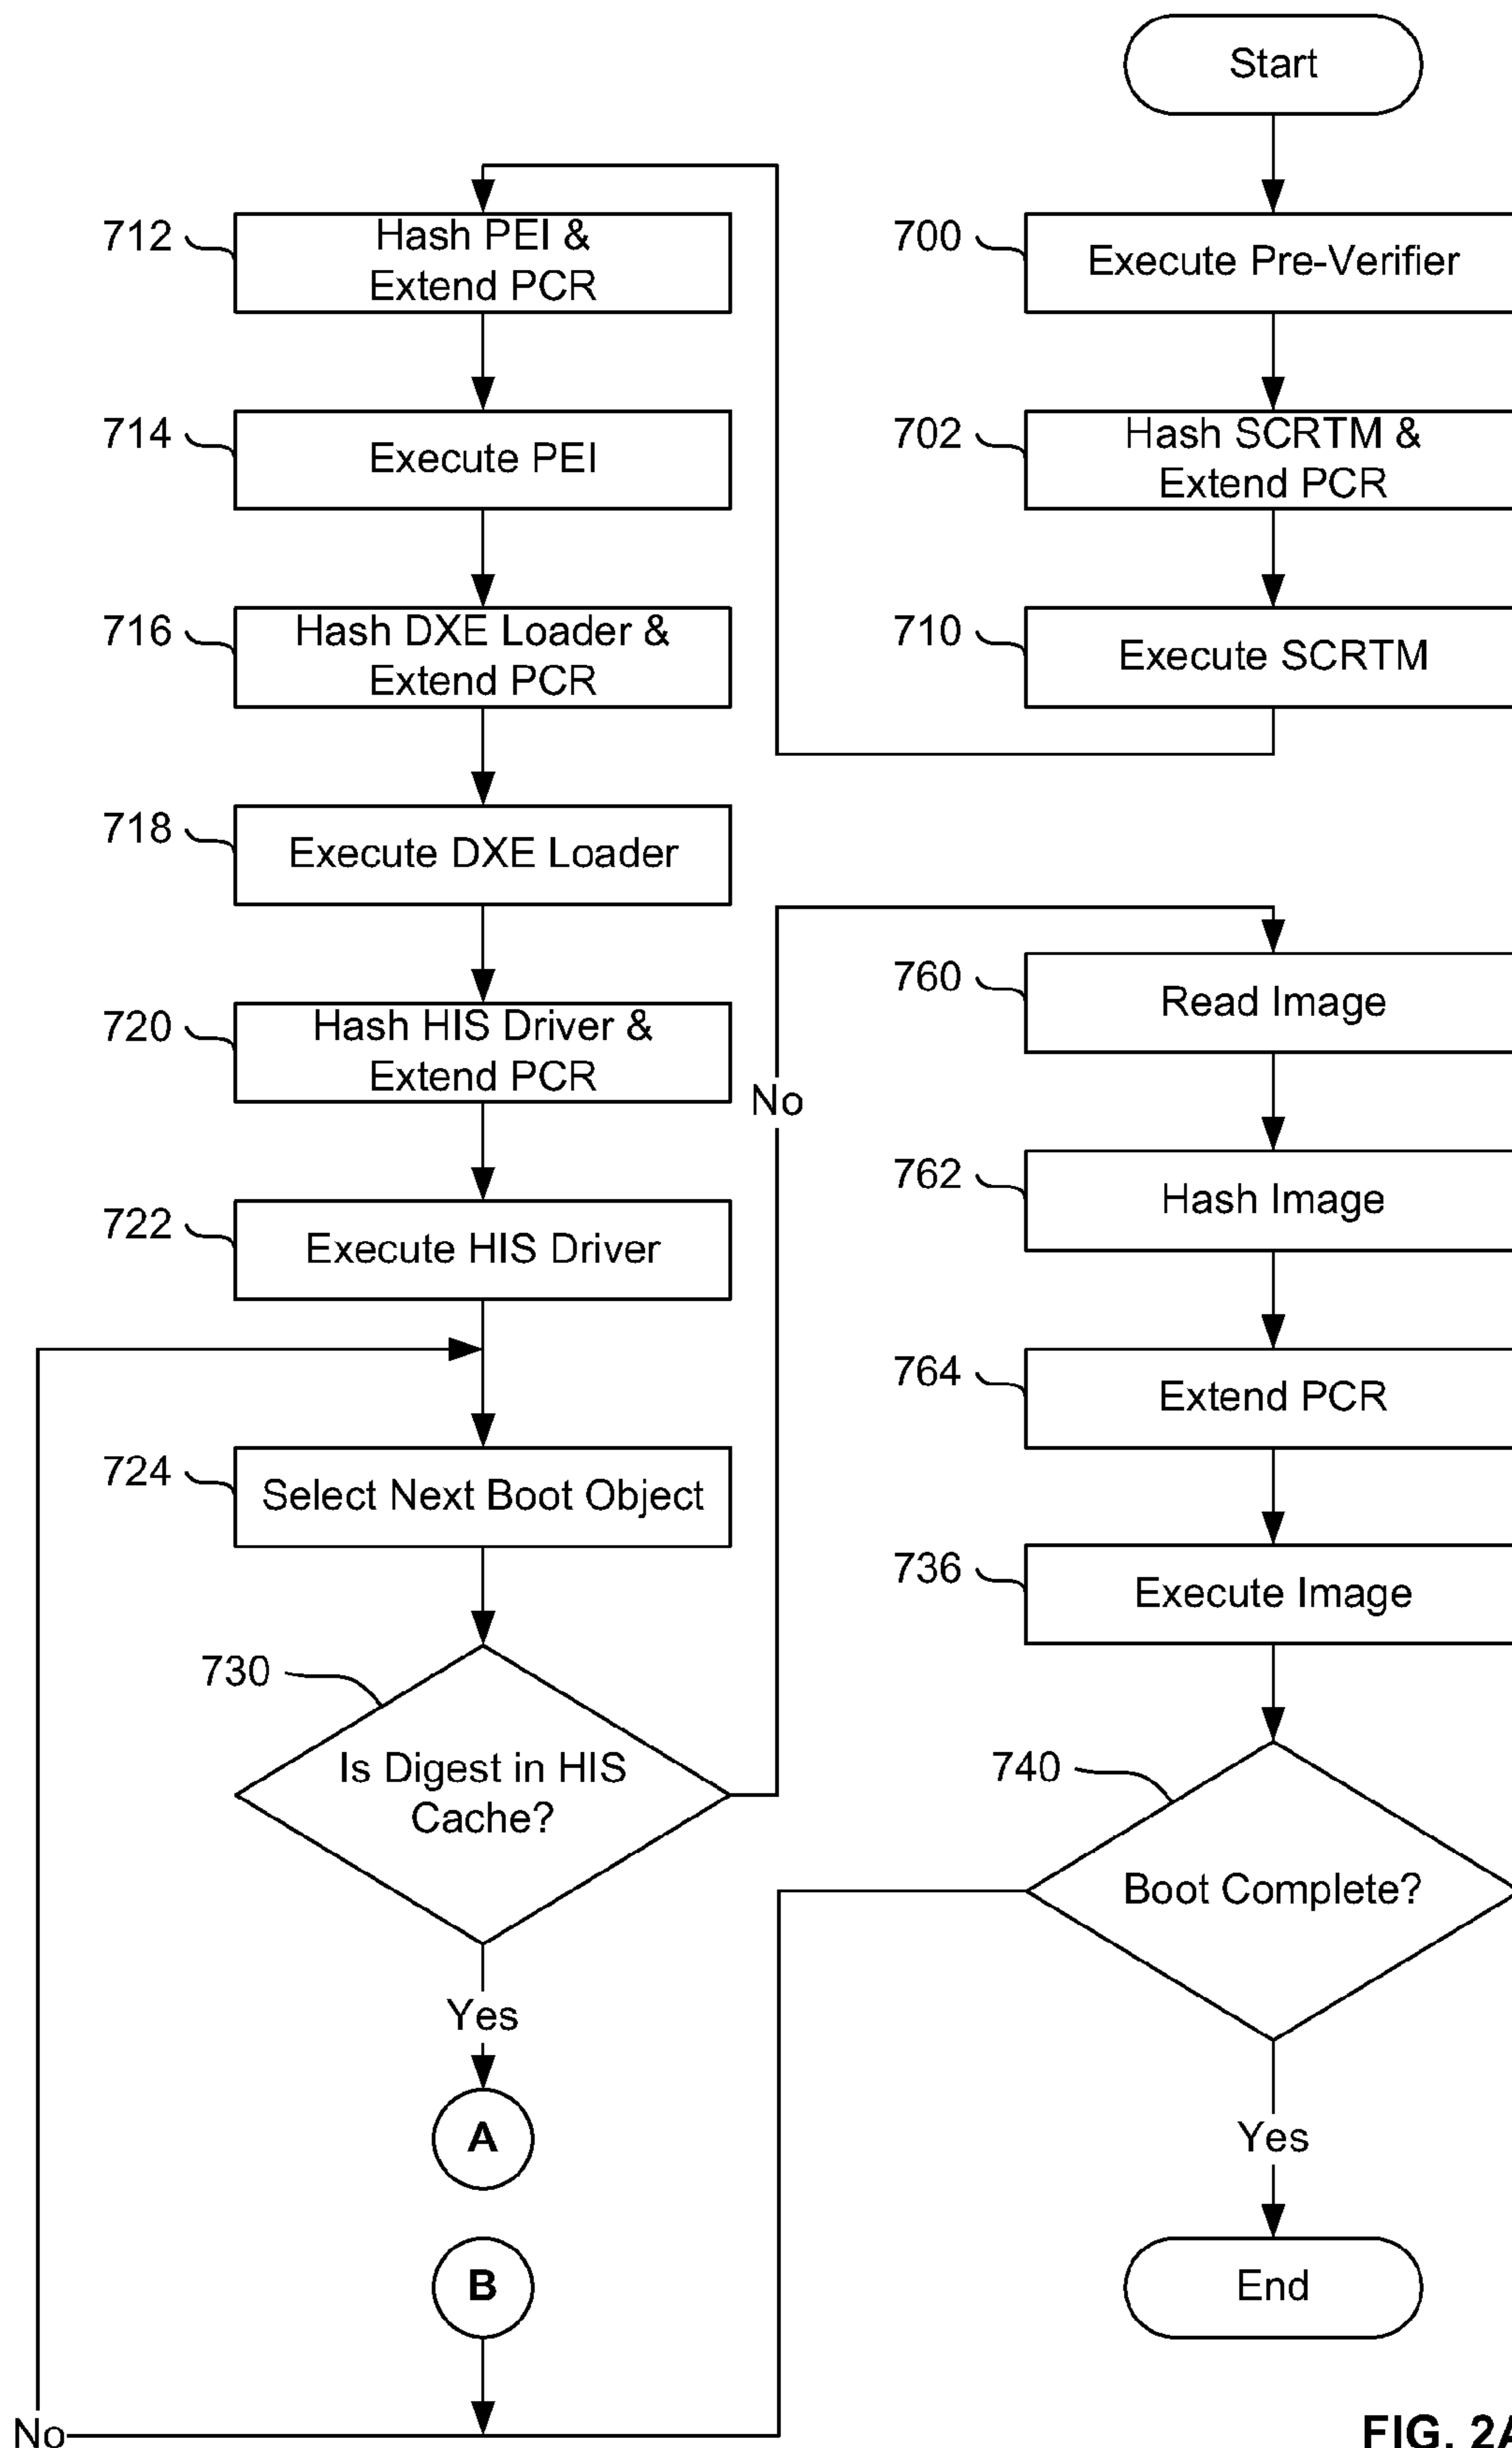 Start
700
Execute Pre-Verifier
702
Hash SCRTM &
Extend PCR
710
Execute SCRTM
712
Hash PEI &
Extend PCR
714
Execute PEI
716
Hash DXE Loader &
Extend PCR
718
Execute DXE Loader
720
Hash HIS Driver &
Extend PCR
722
Execute HIS Driver
724
Select Next Boot Object
730
Is Digest in HIS
Cache?
No
Yes
A
B
760
Read Image
762
Hash Image
764
Extend PCR
736
Execute Image
740
Boot Complete?
Yes
End
No
FIG. 2A